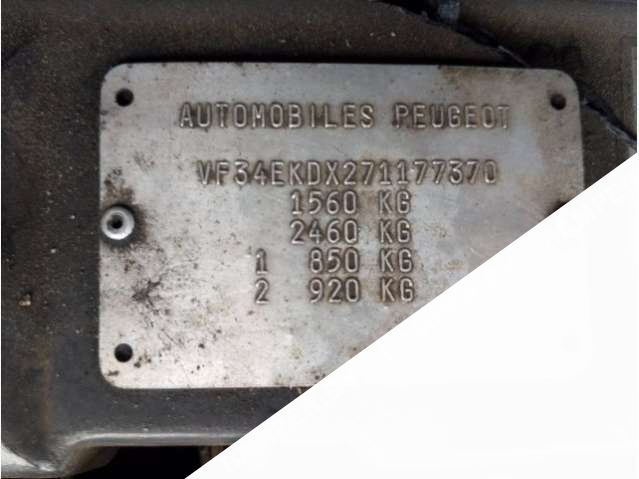 AUTOMOBILES PEUGEOT
VF34EKDX271177370
1560 KG
2460 KG
1 850 KG
2 920 KG